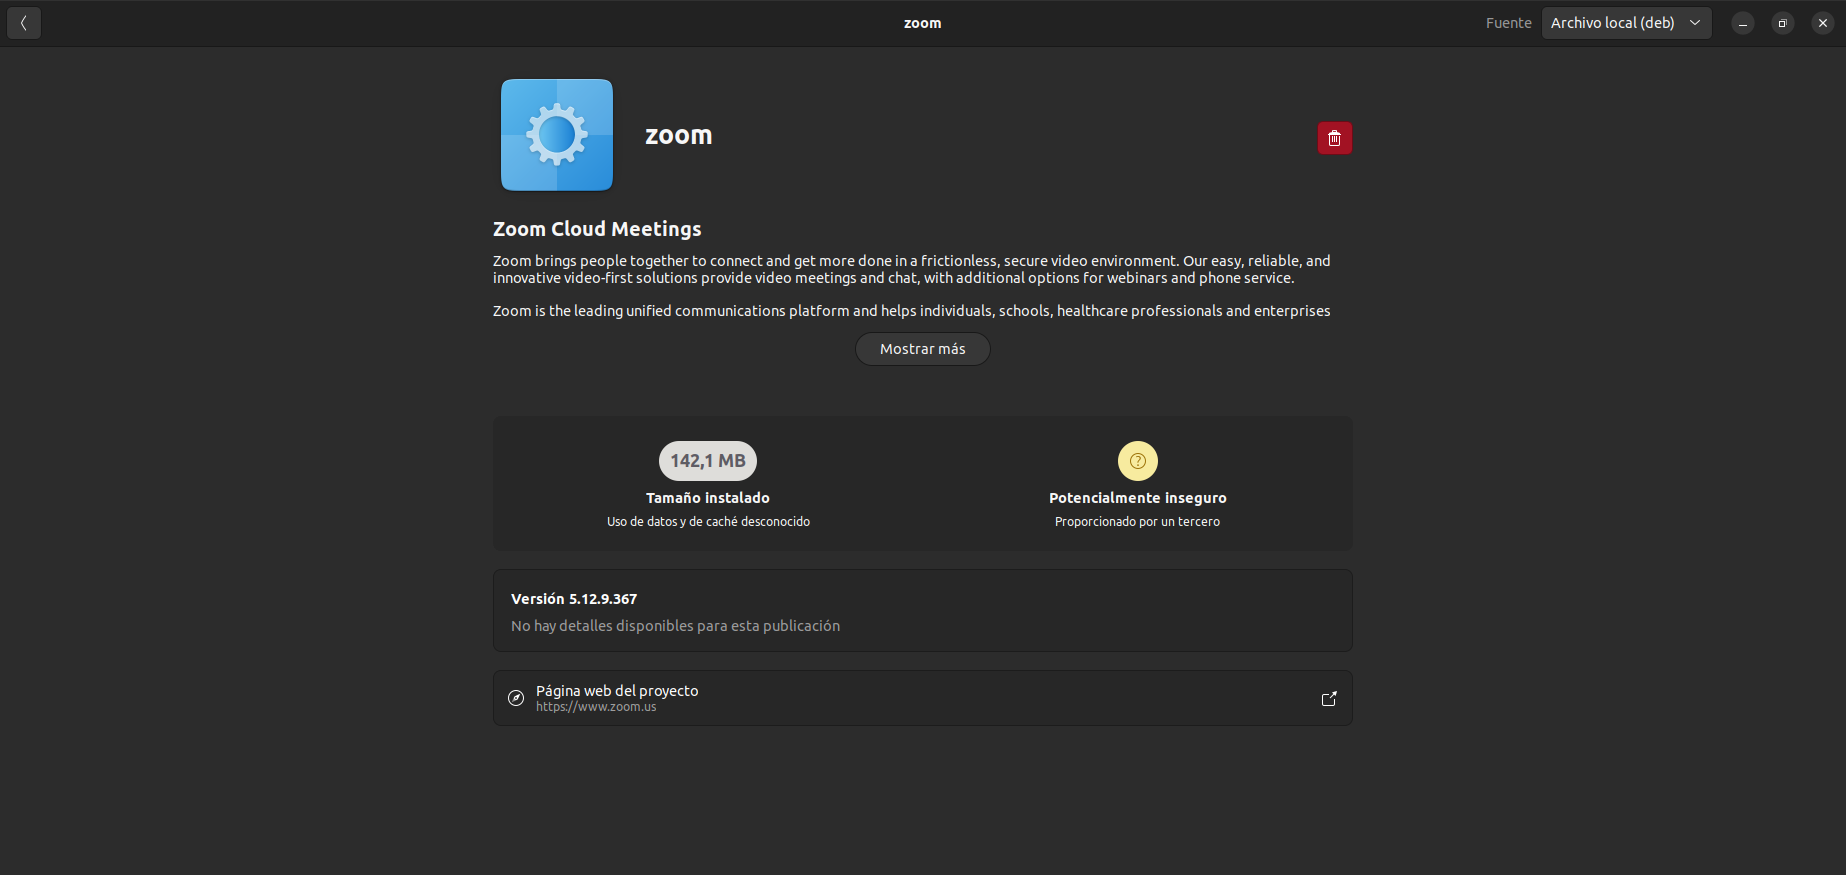 zoom
Fuente
Archivo local (deb)
zoom
Zoom Cloud Meetings
Zoom brings people together to connect and get more done in a frictionless, secure video environment. Our easy, reliable, and
innovative video-first solutions provide video meetings and chat, with additional options for webinars and phone service.
Zoom is the leading unified communications platform and helps individuals, schools, healthcare professionals and enterprises
Mostrar más
142,1 MB
Tamaño instalado
Uso de datos y de caché desconocido
?
Potencialmente inseguro
Proporcionado por un tercero
Versión 5.12.9.367
No hay detalles disponibles para esta publicación
Página web del proyecto
https://www.zoom.us